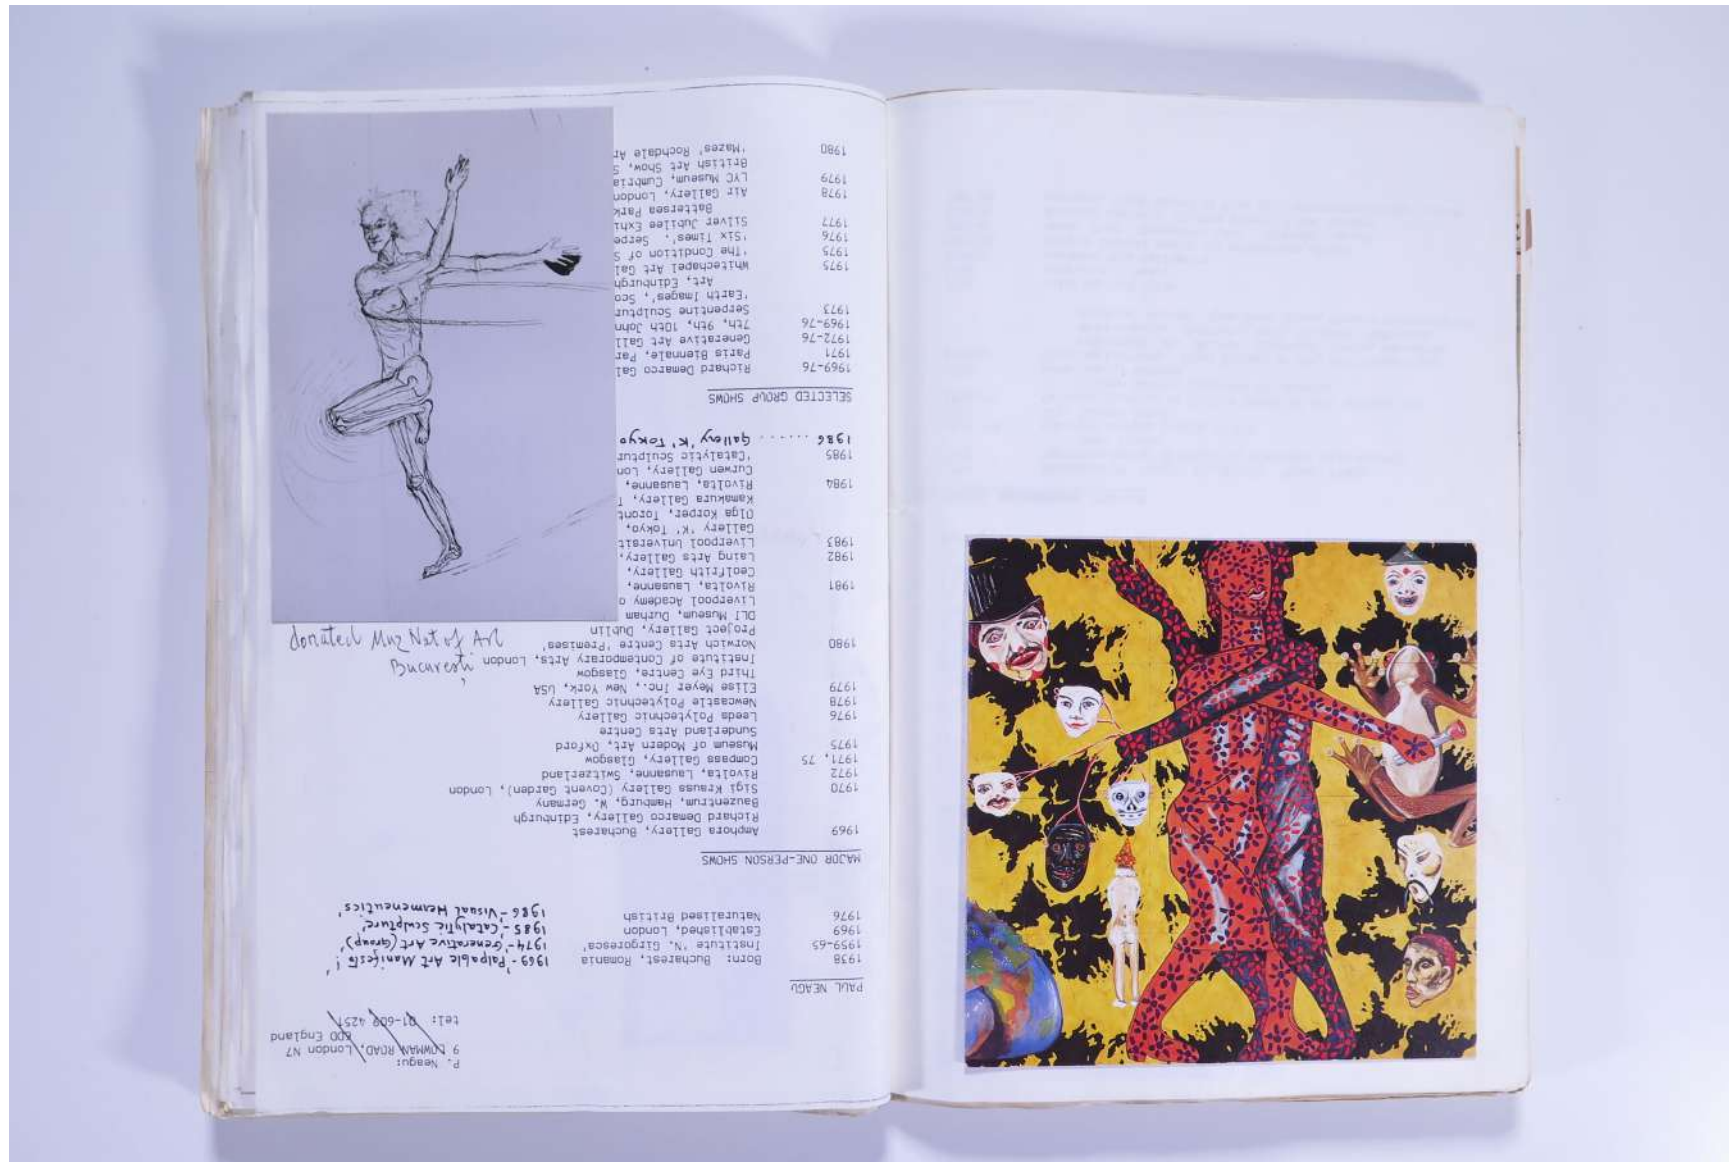 P. Neagu:
9 LOWMAN ROAD, London N7
EDD England
tel: 01-609 4251
PAUL NEAGU
1938 Born: Bucharest, Romania 1969 - 'Palpable Art Manifesto'!
1959-65 Institute 'N. Girgoresca' 1974 - 'Generative Art (Group)'
1969 Established, London 1985 - 'Catalytic Sculpture'
1976 Naturalised British 1986 - 'Visual Hermeneutics'
MAJOR ONE-PERSON SHOWS
1969 Amphora Gallery, Bucharest
Richard Demarco Gallery, Edinburgh
Bauzentrum, Hamburg, W. Germany
1970 Sigi Krauss Gallery (Covent Garden), London
1972 Rivolta, Lausanne, Switzerland
1971, 75 Compass Gallery, Glasgow
1975 Museum of Modern Art, Oxford
Sunderland Arts Centre
1976 Leeds Polytechnic Gallery
1978 Newcastle Polytechnic Gallery
1979 Elise Meyer Inc., New York, USA
Third Eye Centre, Glasgow
Institute of Contemporary Arts, London
1980 Norwich Arts Centre 'Premises'
Project Gallery, Dublin
DLI Museum, Durham
Liverpool Academy o
1981 Rivolta, Lausanne,
Ceolfrith Gallery,
1982 Laing Arts Gallery,
1983 Liverpool Universit
Gallery 'K' Tokyo,
Olga Korper, Toront
Kamakura Gallery, T
1984 Rivolta, Lausanne,
Curwen Gallery, Lon
1985 'Catalytic Sculptur
1986 ...... Gallery 'K' Tokyo
SELECTED GROUP SHOWS
1969-76 Richard Demarco Gal
1971 Paris Biennale, Par
1972-76 Generative Art Gall
1969-76 7th, 9th, 10th John
1973 Serpentine Sculptur
'Earth Images', Sco
Art, Edinburgh
1975 Whitechapel Art Gal
1975 'The Condition of S
1976 'Six Times', Serpe
1977 Silver Jubilee Exhi
Battersea Park
1978 Air Gallery, London
1979 LYC Museum, Cumbria
British Art Show, S
1980 'Mazes' Rochdale Ar
donated Muz Nat of Art
București